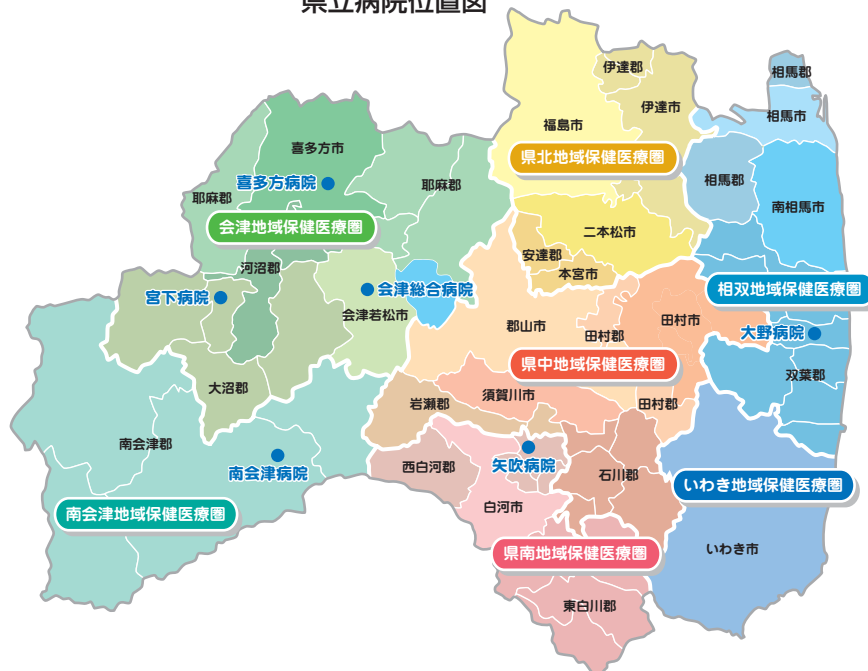 県立病院位置図
伊達郡
相馬郡
伊達市
相馬市
福島市
喜多方市
県北地域保健医療圏
喜多方病院
耶麻郡
相馬郡
耶麻郡
南相馬市
会津地域保健医療圏
二本松市
安達郡
河沼郡
本宮市
宮下病院
会津総合病院
相双地域保健医療圏
会津若松市
郡山市
田村郡
田村市
大野病院
県中地域保健医療圏
双葉郡
大沼郡
岩瀬郡
須賀川市
田村郡
南会津郡
南会津病院
西白河郡
矢吹病院
石川郡
いわき地域保健医療圏
白河市
南会津地域保健医療圏
県南地域保健医療圏
いわき市
東白川郡